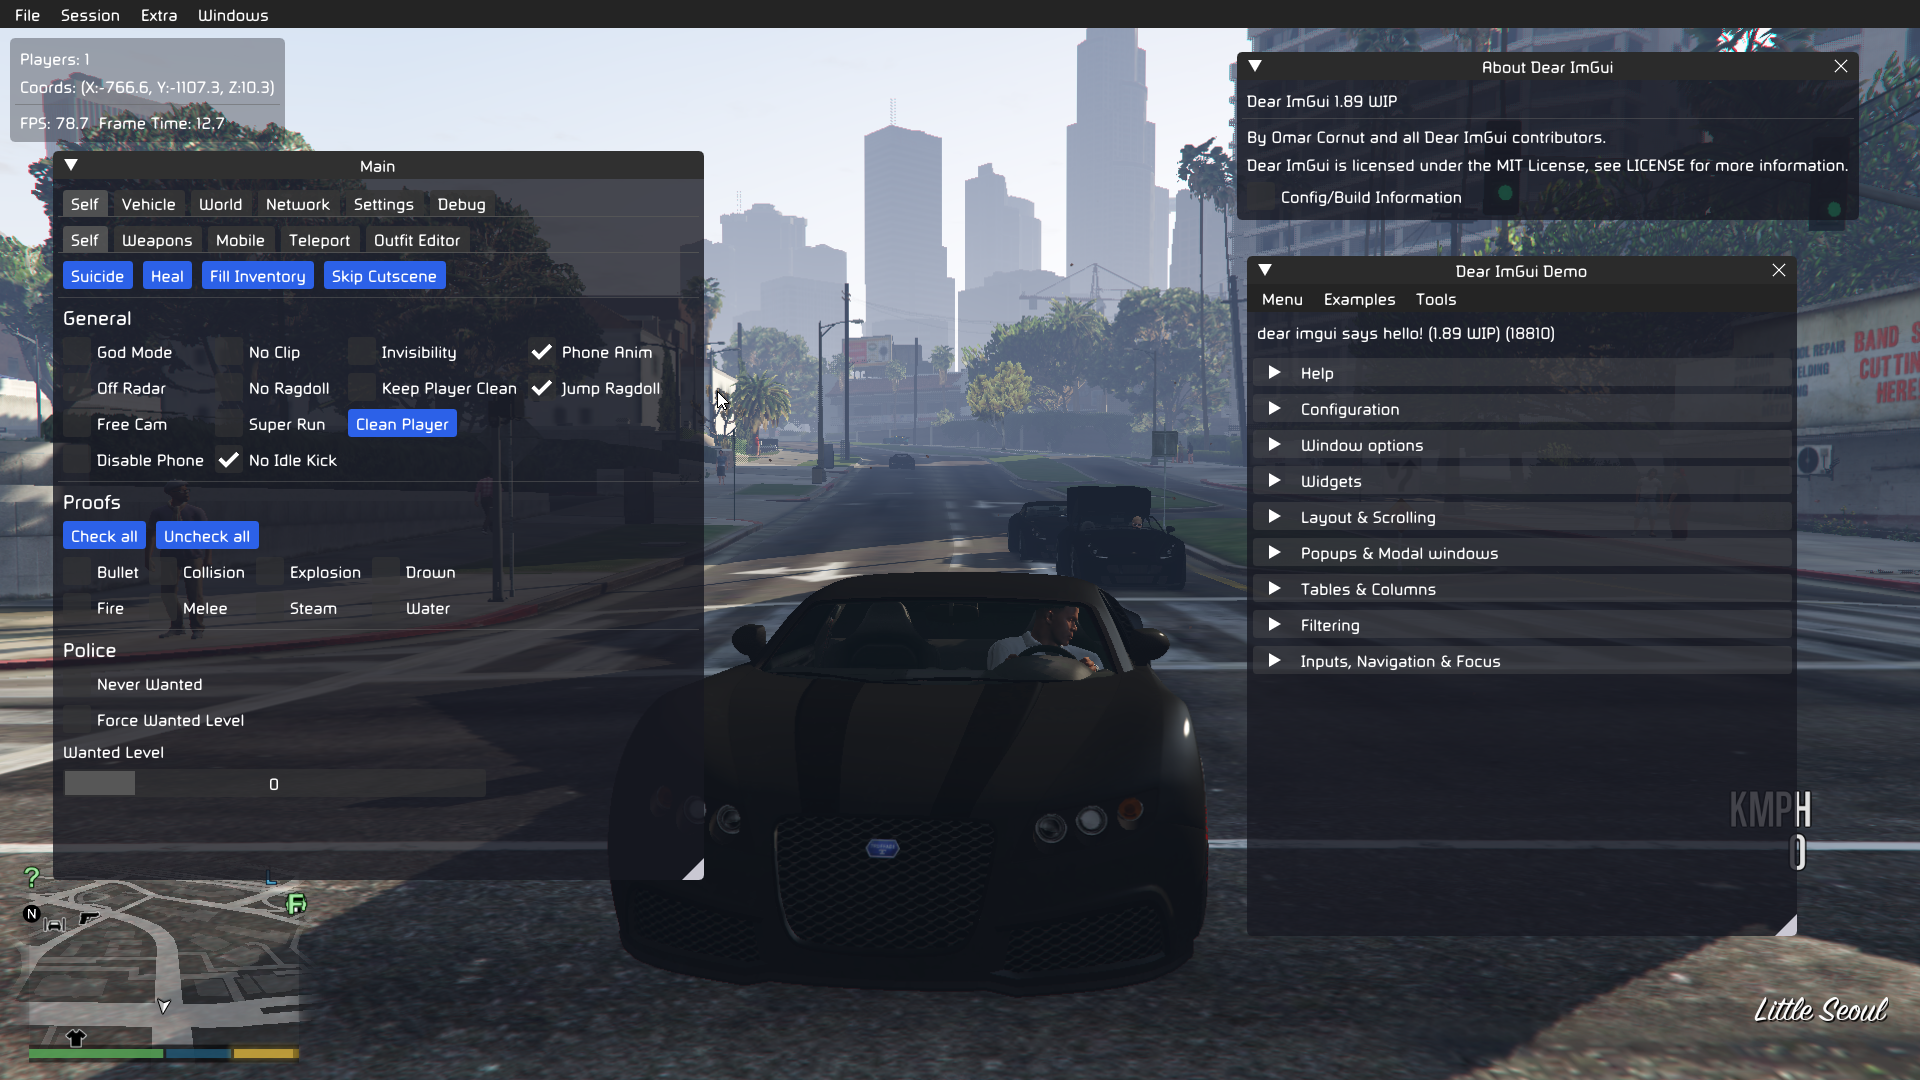 File Session Extra Windows
Players: 1
Coords: (X:-766.6, Y:-1107.3, Z:10.3)
FPS: 78.7 Frame Time: 12.7
Main
Self Vehicle World Network Settings Debug
Self Weapons Mobile Teleport Outfit Editor
Suicide Heal Fill Inventory Skip Cutscene
General
God Mode No Clip Invisibility Phone Anim
Off Radar No Ragdoll Keep Player Clean Jump Ragdoll
Free Cam Super Run Clean Player
Disable Phone No Idle Kick
Proofs
Check all Uncheck all
Bullet Collision Explosion Drown
Fire Melee Steam Water
Police
Never Wanted
Force Wanted Level
Wanted Level
0
About Dear ImGui
Dear ImGui 1.89 WIP
By Omar Cornut and all Dear ImGui contributors.
Dear ImGui is licensed under the MIT License, see LICENSE for more information.
Config/Build Information
Dear ImGui Demo
Menu Examples Tools
dear imgui says hello! (1.89 WIP) (18810)
Help
Configuration
Window options
Widgets
Layout & Scrolling
Popups & Modal windows
Tables & Columns
Filtering
Inputs, Navigation & Focus
BAND S
CUTTIN
HERE
REPAIR
KMPH
0
?
L
F
N
Little Seoul